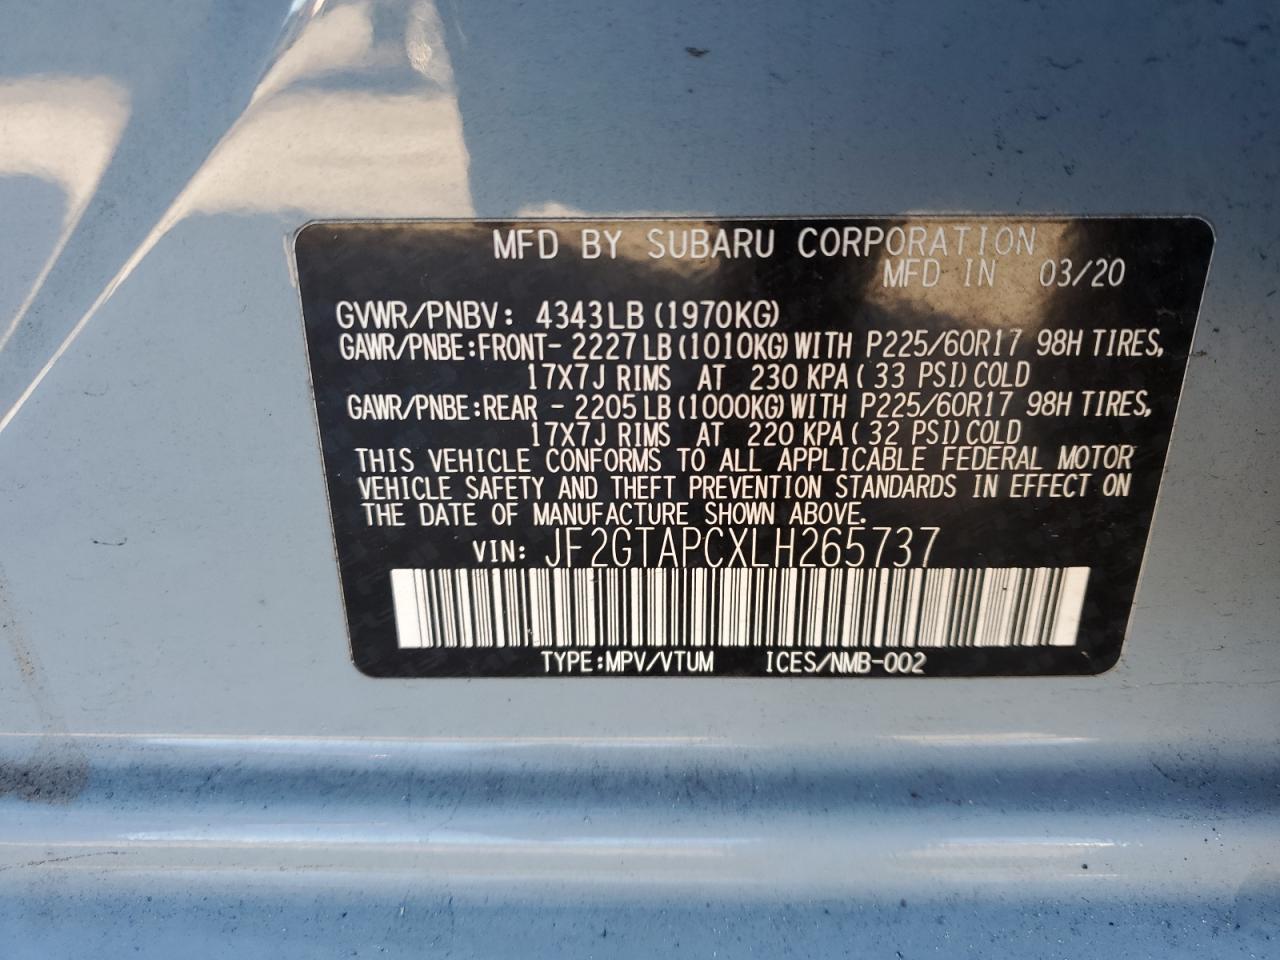 MFD BY SUBARU CORPORATION
MFD IN 03/20
GVWR/PNBV: 4343LB (1970KG)
GAWR/PNBE:FRONT- 2227LB(1010KG)WITH P225/60R17 98H TIRES,
17X7J RIMS AT 230 KPA( 33 PSI)COLD
GAWR/PNBE:REAR - 2205LB(1000KG)WITH P225/60R17 98H TIRES,
17X7J RIMS AT 220 KPA( 32 PSI)COLD
THIS VEHICLE CONFORMS TO ALL APPLICABLE FEDERAL MOTOR
VEHICLE SAFETY AND THEFT PREVENTION STANDARDS IN EFFECT ON
THE DATE OF MANUFACTURE SHOWN ABOVE.
VIN: JF2GTAPCXLH265737
TYPE:MPV/VTUM ICES/NMB-002